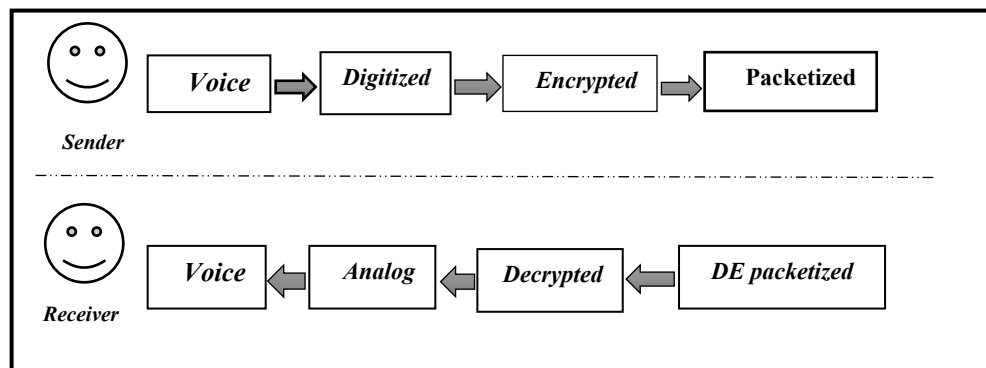 Voice
Digitized
Encrypted
Packetized
Sender
Voice
Analog
Decrypted
DE packetized
Receiver